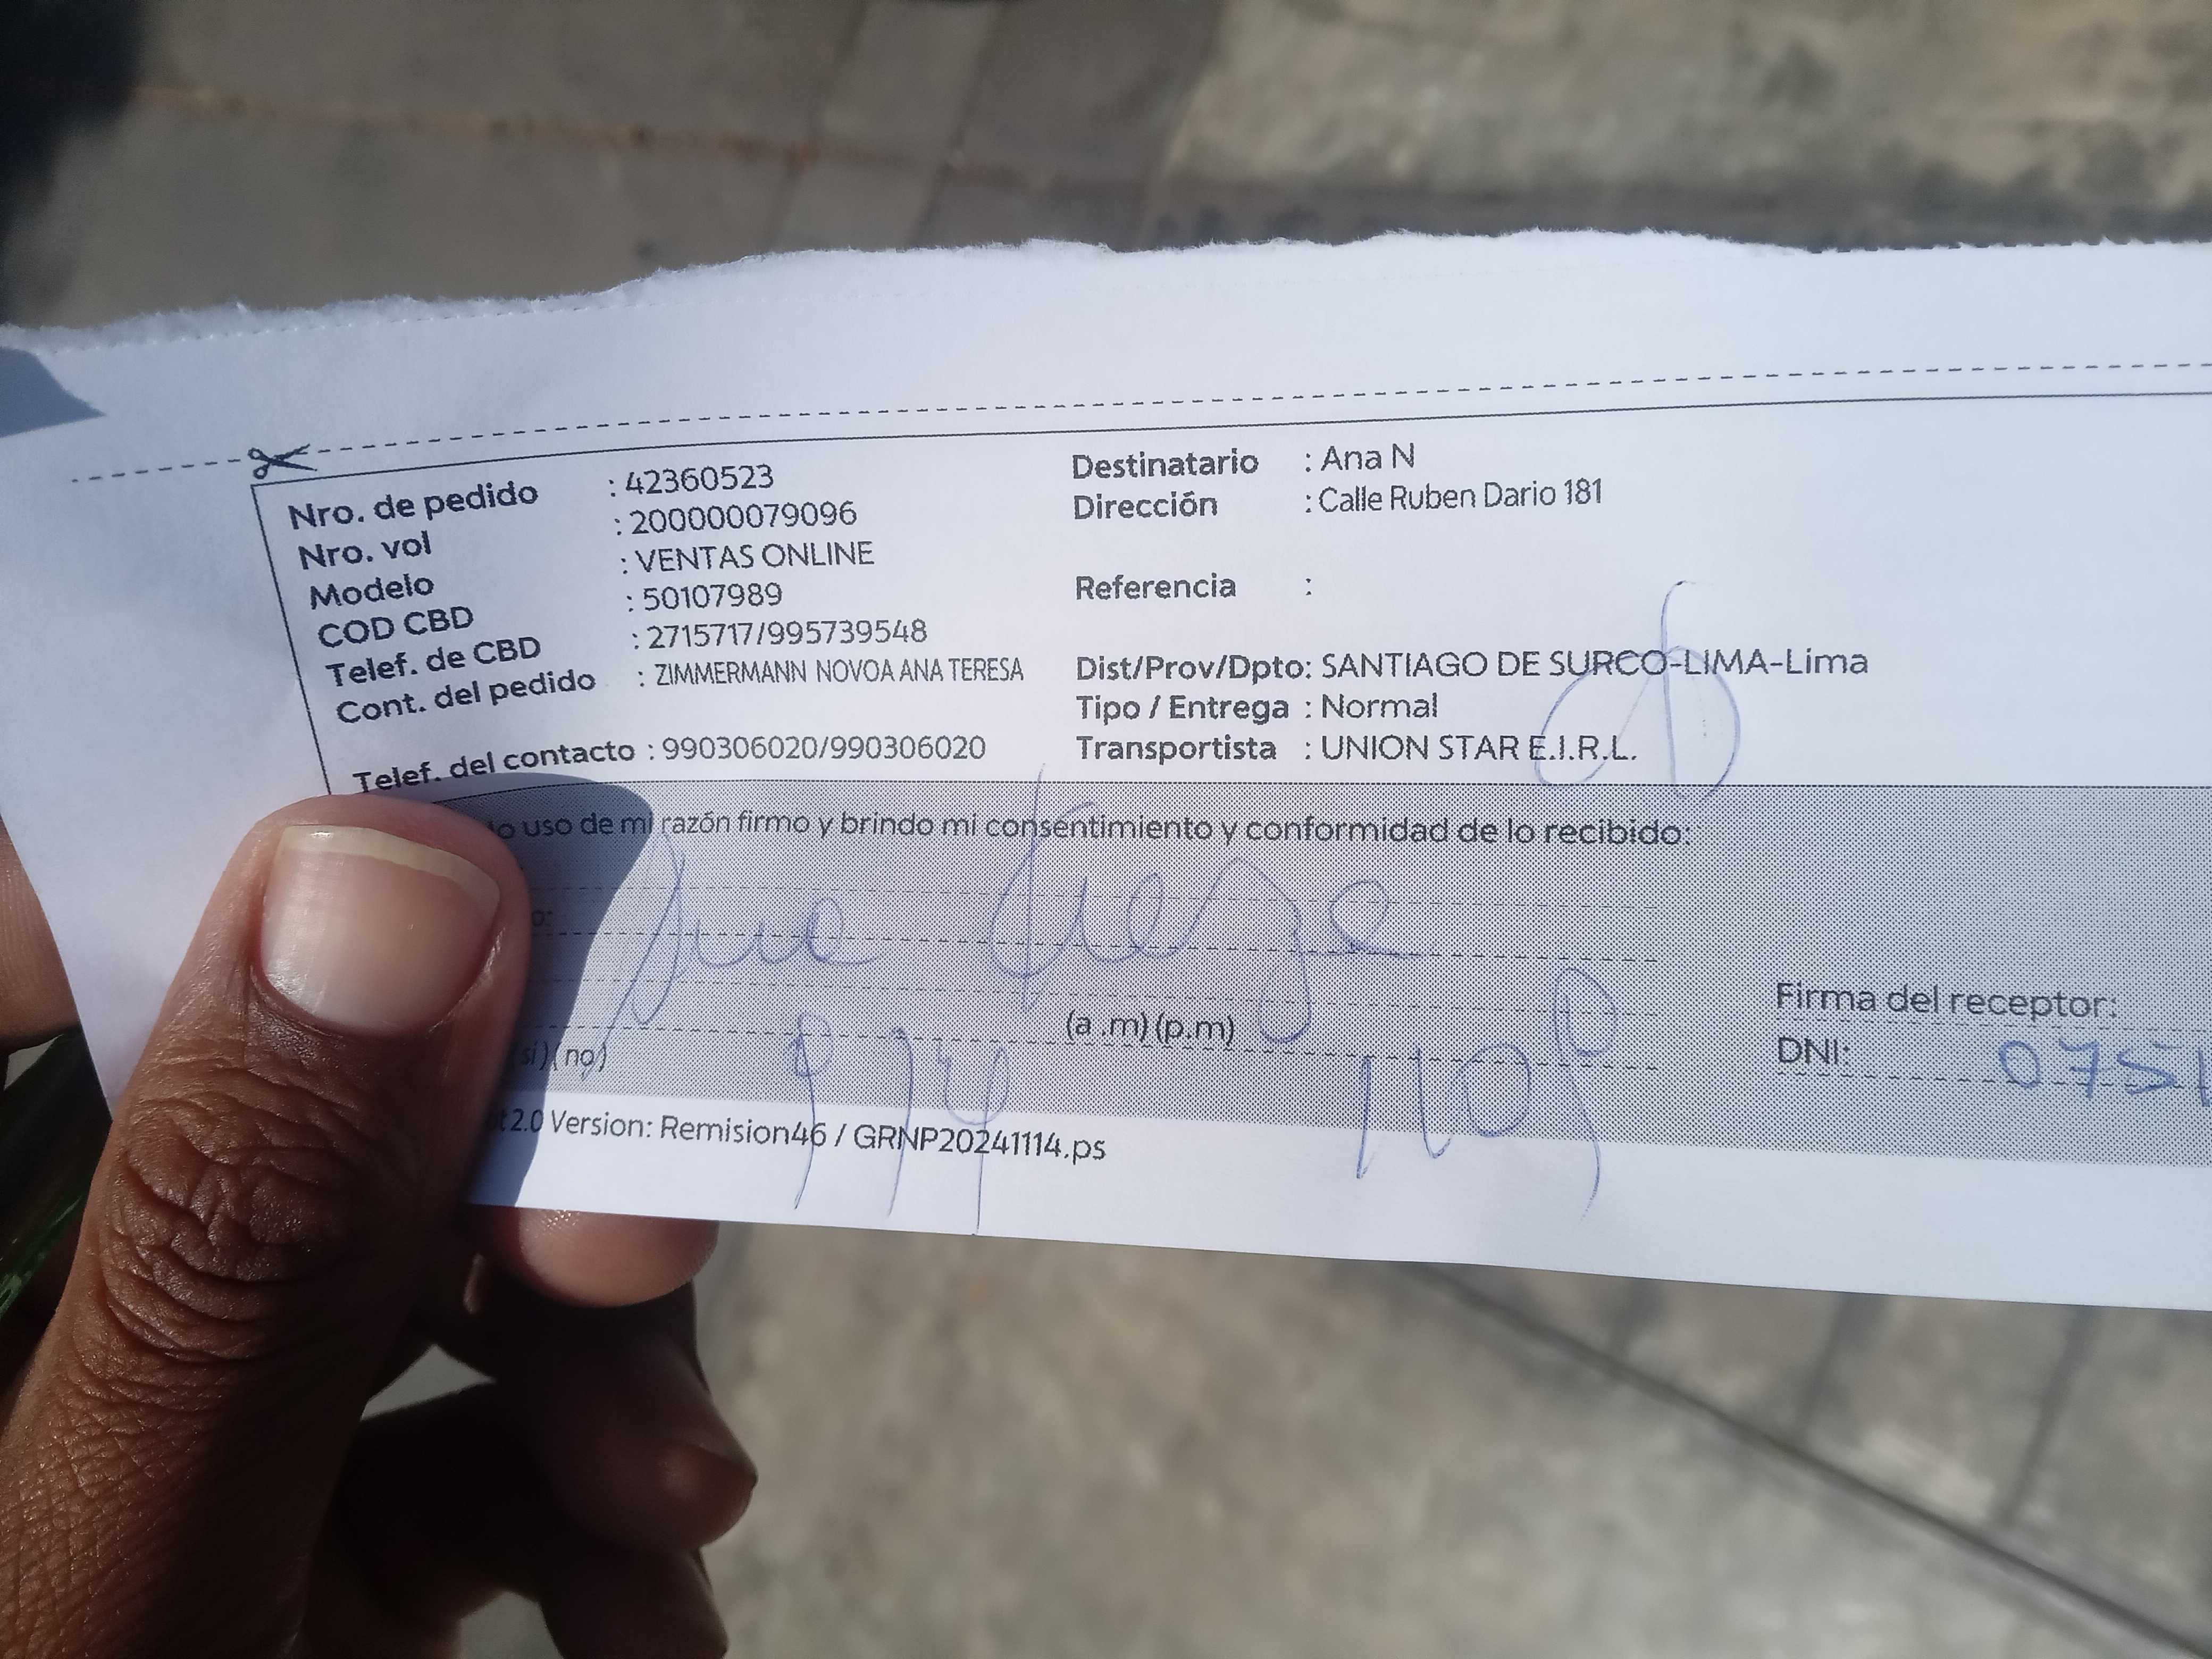 Nro. de pedido : 42360523
Nro. vol : 200000079096
Modelo : VENTAS ONLINE
COD CBD : 50107989
Telef. de CBD : 2715717/995739548
Cont. del pedido : ZIMMERMANN NOVOA ANA TERESA
Telef. del contacto : 990306020/990306020
Destinatario : Ana N
Dirección : Calle Ruben Dario 181
Referencia :
Dist/Prov/Dpto: SANTIAGO DE SURCO-LIMA-Lima
Tipo / Entrega : Normal
Transportista : UNION STAR E.I.R.L.
uso de mi razón firmo y brindo mi consentimiento y conformidad de lo recibido:
(a .m) (p.m)
(si) (no)
Firma del receptor:
DNI: 0751
2.0 Version: Remision46 / GRNP20241114.ps